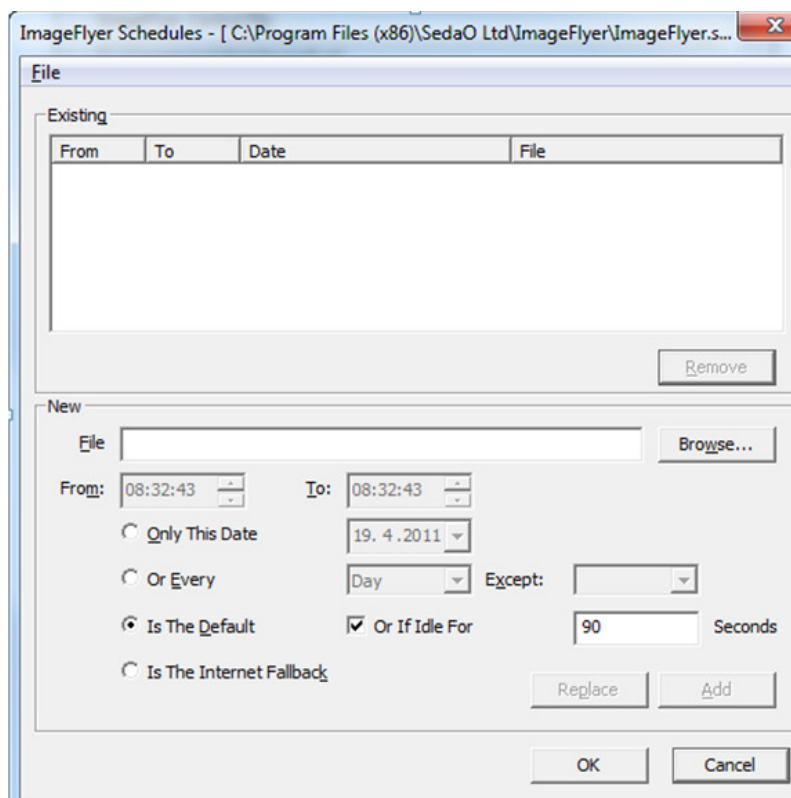 ImageFlyer Schedules - [ C:\Program Files (x86)\SedaO Ltd\ImageFlyer\ImageFlyer.s...
File
Existing
From To Date File
Remove
New
File Browse...
From: 08:32:43 To: 08:32:43
Only This Date 19. 4 .2011
Or Every Day Except:
Is The Default Or If Idle For 90 Seconds
Is The Internet Fallback
Replace Add
OK Cancel